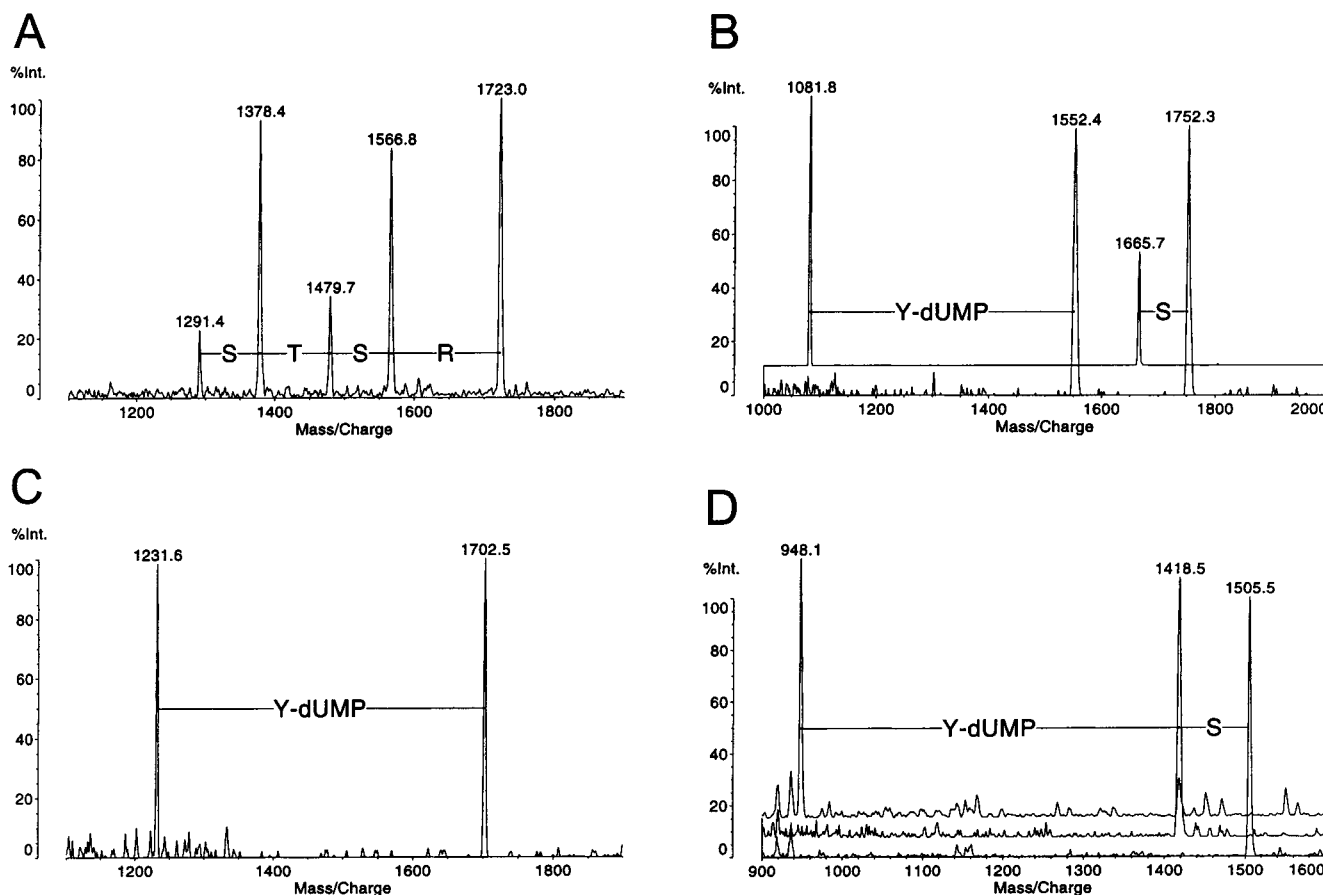 A
%Int.
100
80
60
40
20
0
1291.4
1378.4
1479.7
1566.8
1723.0
S T S R
1200 1400 1600 1800
Mass/Charge
B
%Int.
100
80
60
40
20
0
1081.8
1552.4
1665.7
1752.3
Y-dUMP S
1000 1200 1400 1600 1800 2000
Mass/Charge
C
%Int.
100
80
60
40
20
0
1231.6
1702.5
Y-dUMP
1200 1400 1600 1800
Mass/Charge
D
%Int.
100
80
60
40
20
0
948.1
1418.5
1505.5
Y-dUMP S
900 1000 1100 1200 1300 1400 1500 1600
Mass/Charge